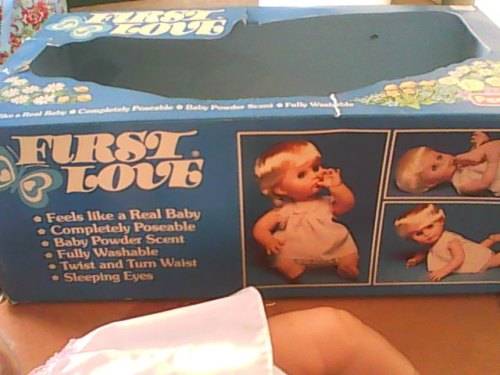 FIRST
LOVE
like a Real Baby • Completely Poseable • Baby Powder Scent • Fully Washable
FIRST
LOVE®
• Feels like a Real Baby
• Completely Poseable
• Baby Powder Scent
• Fully Washable
• Twist and Turn Waist
• Sleeping Eyes